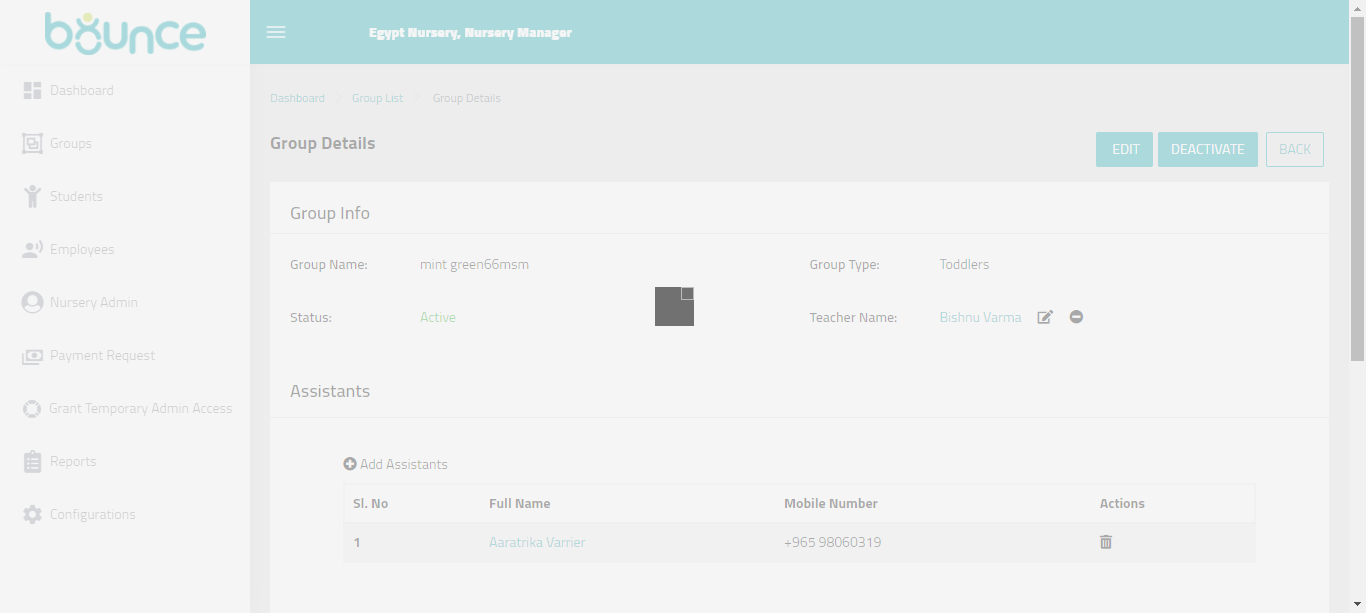 bounce
Egypt Nursery, Nursery Manager
Dashboard
Groups
Students
Employees
Nursery Admin
Payment Request
Grant Temporary Admin Access
Reports
Configurations
Dashboard Group List Group Details
Group Details
EDIT DEACTIVATE BACK
Group Info
Group Name: mint green66msm Group Type: Toddlers
Status: Active Teacher Name: Bishnu Varma
Assistants
Add Assistants
Sl. No Full Name Mobile Number Actions
1 Aaratrika Varrier +965 98060319